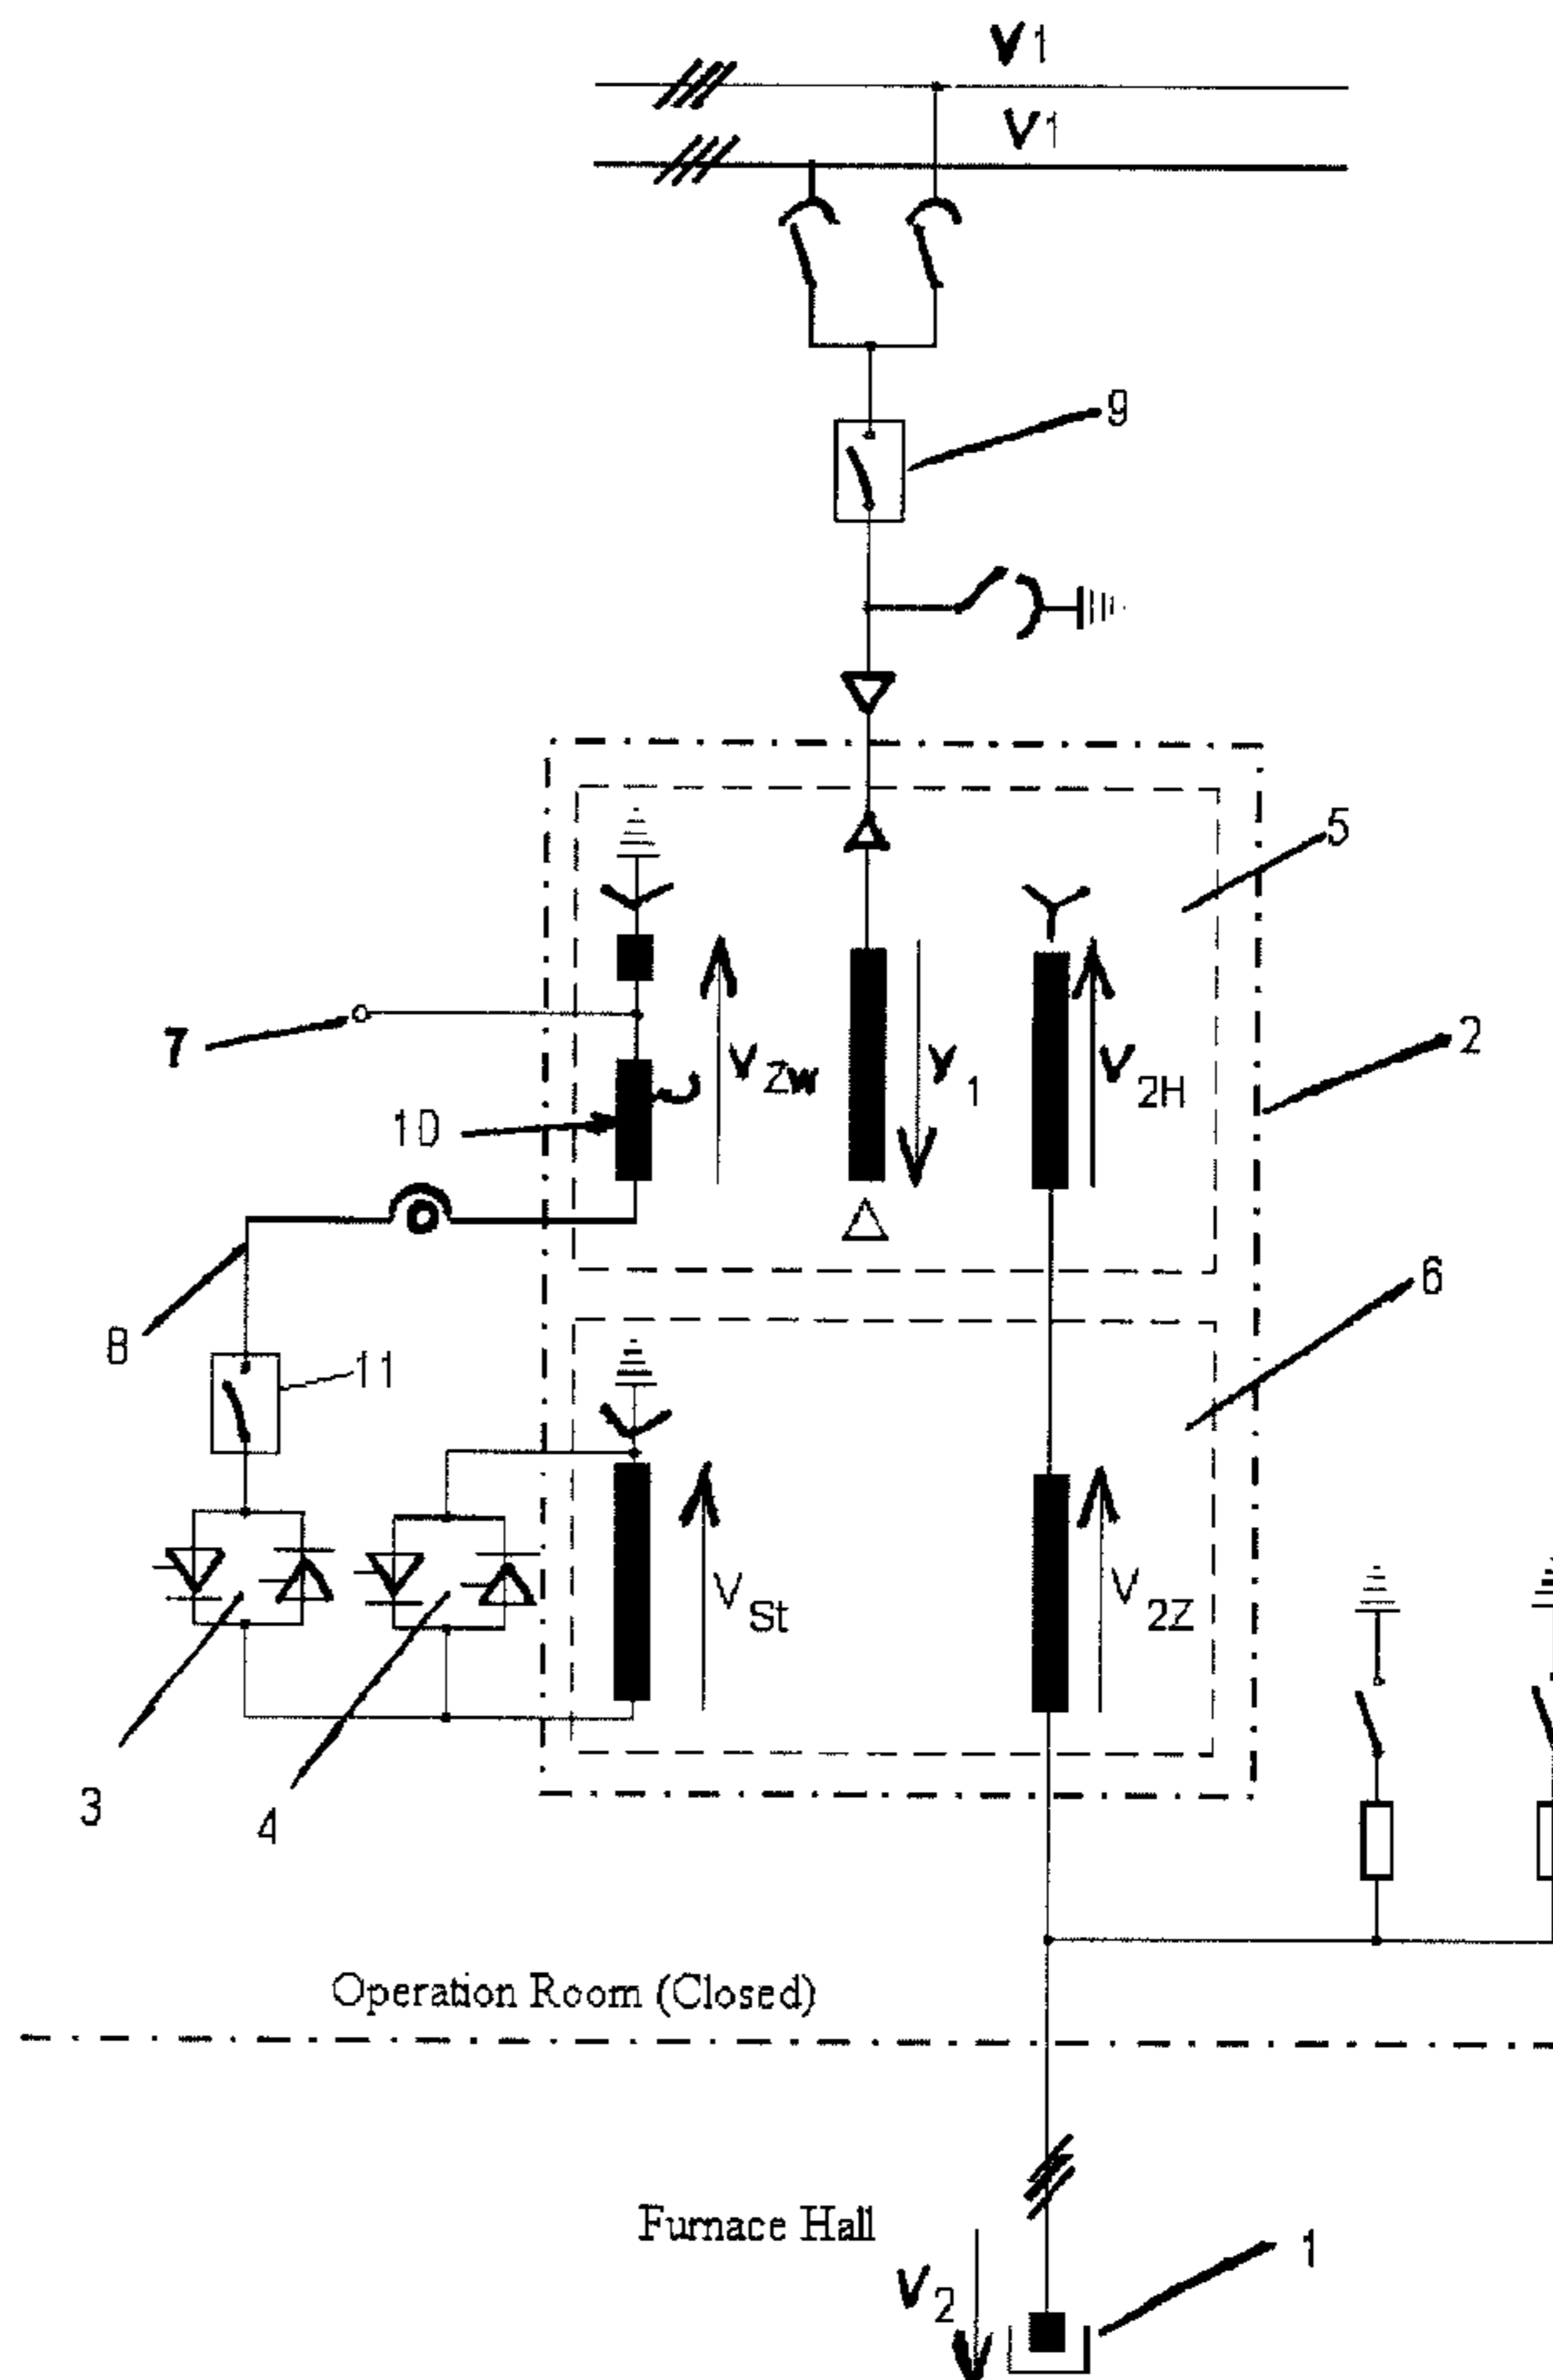 V1
V1
9
5
2
7
V2w
V1
V2H
10
8
6
11
VSt
V2Z
3
4
Operation Room (Closed)
Furnace Hall
V2
1